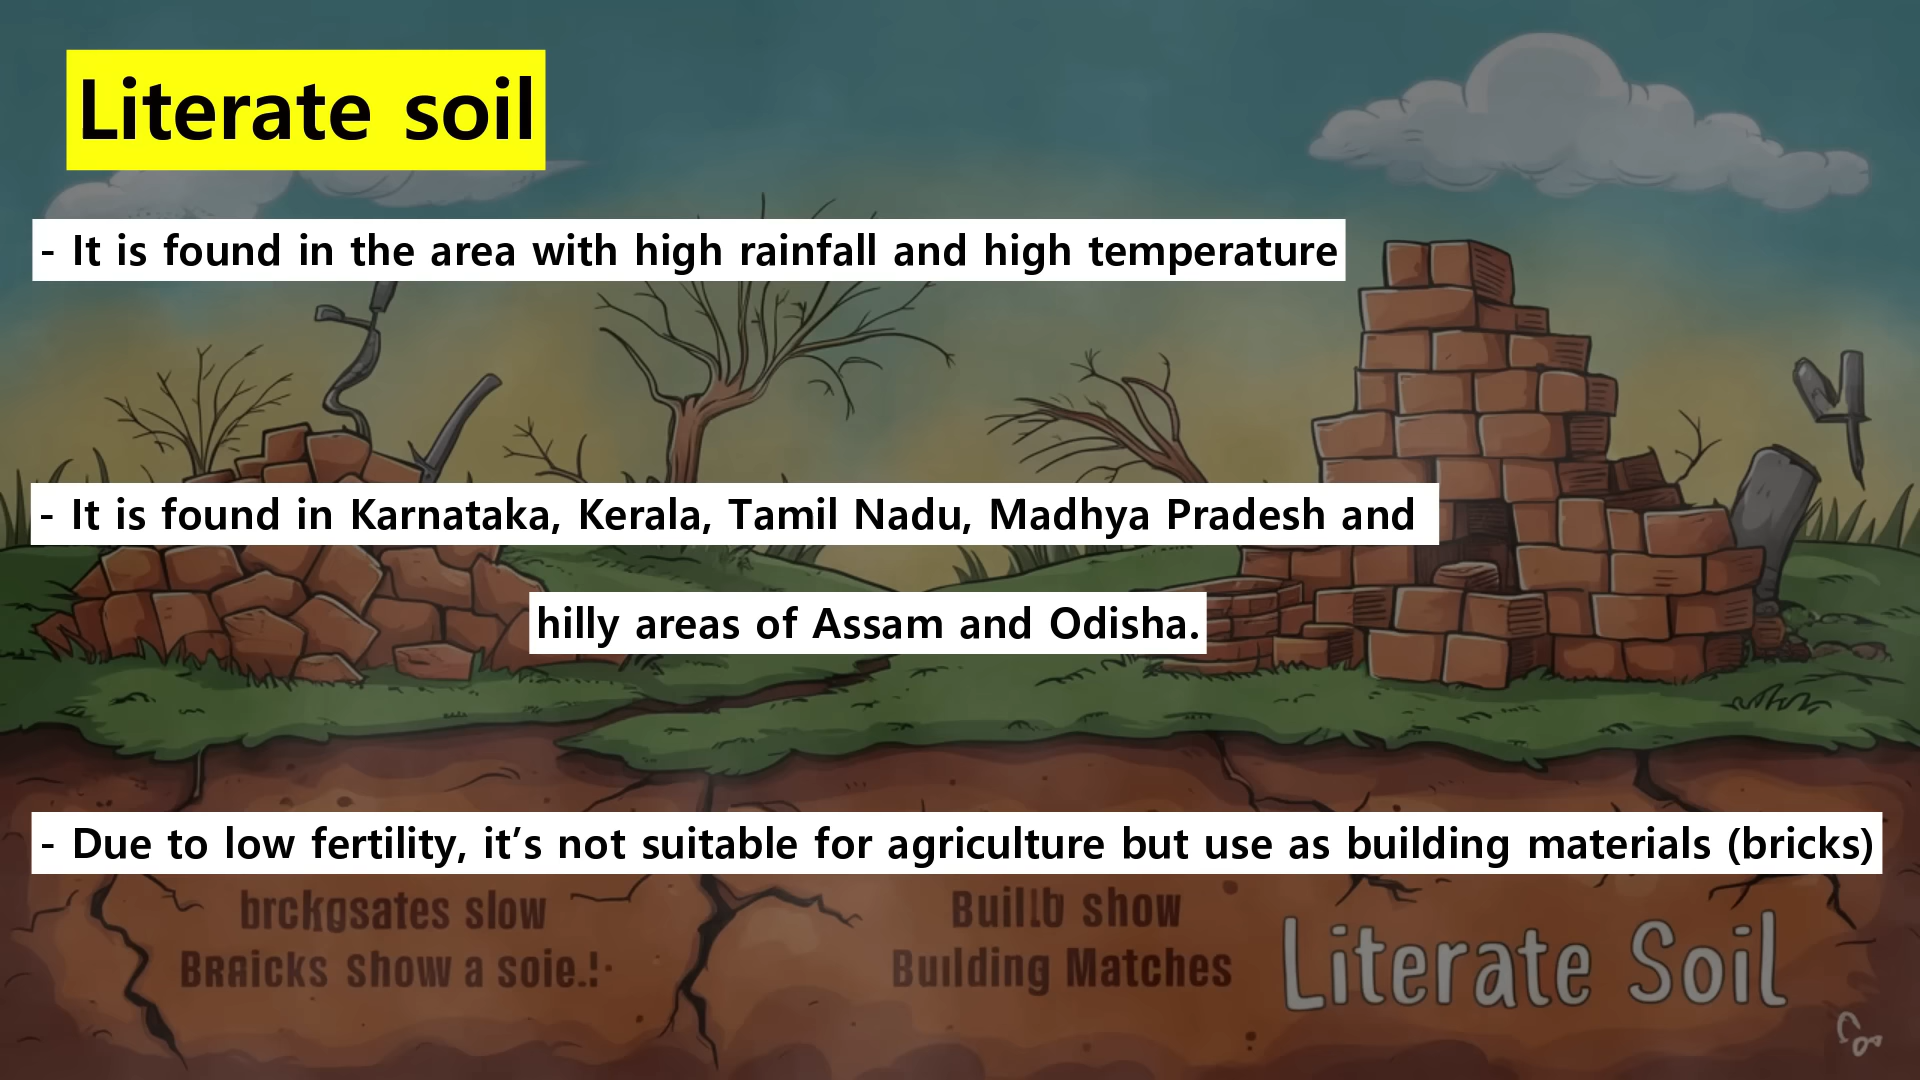 Literate soil
- It is found in the area with high rainfall and high temperature
- It is found in Karnataka, Kerala, Tamil Nadu, Madhya Pradesh and
hilly areas of Assam and Odisha.
- Due to low fertility, it’s not suitable for agriculture but use as building materials (bricks)
brckgsates slow
BRAicks show a soie.!
Buillb show
Building Matches
Literate Soil